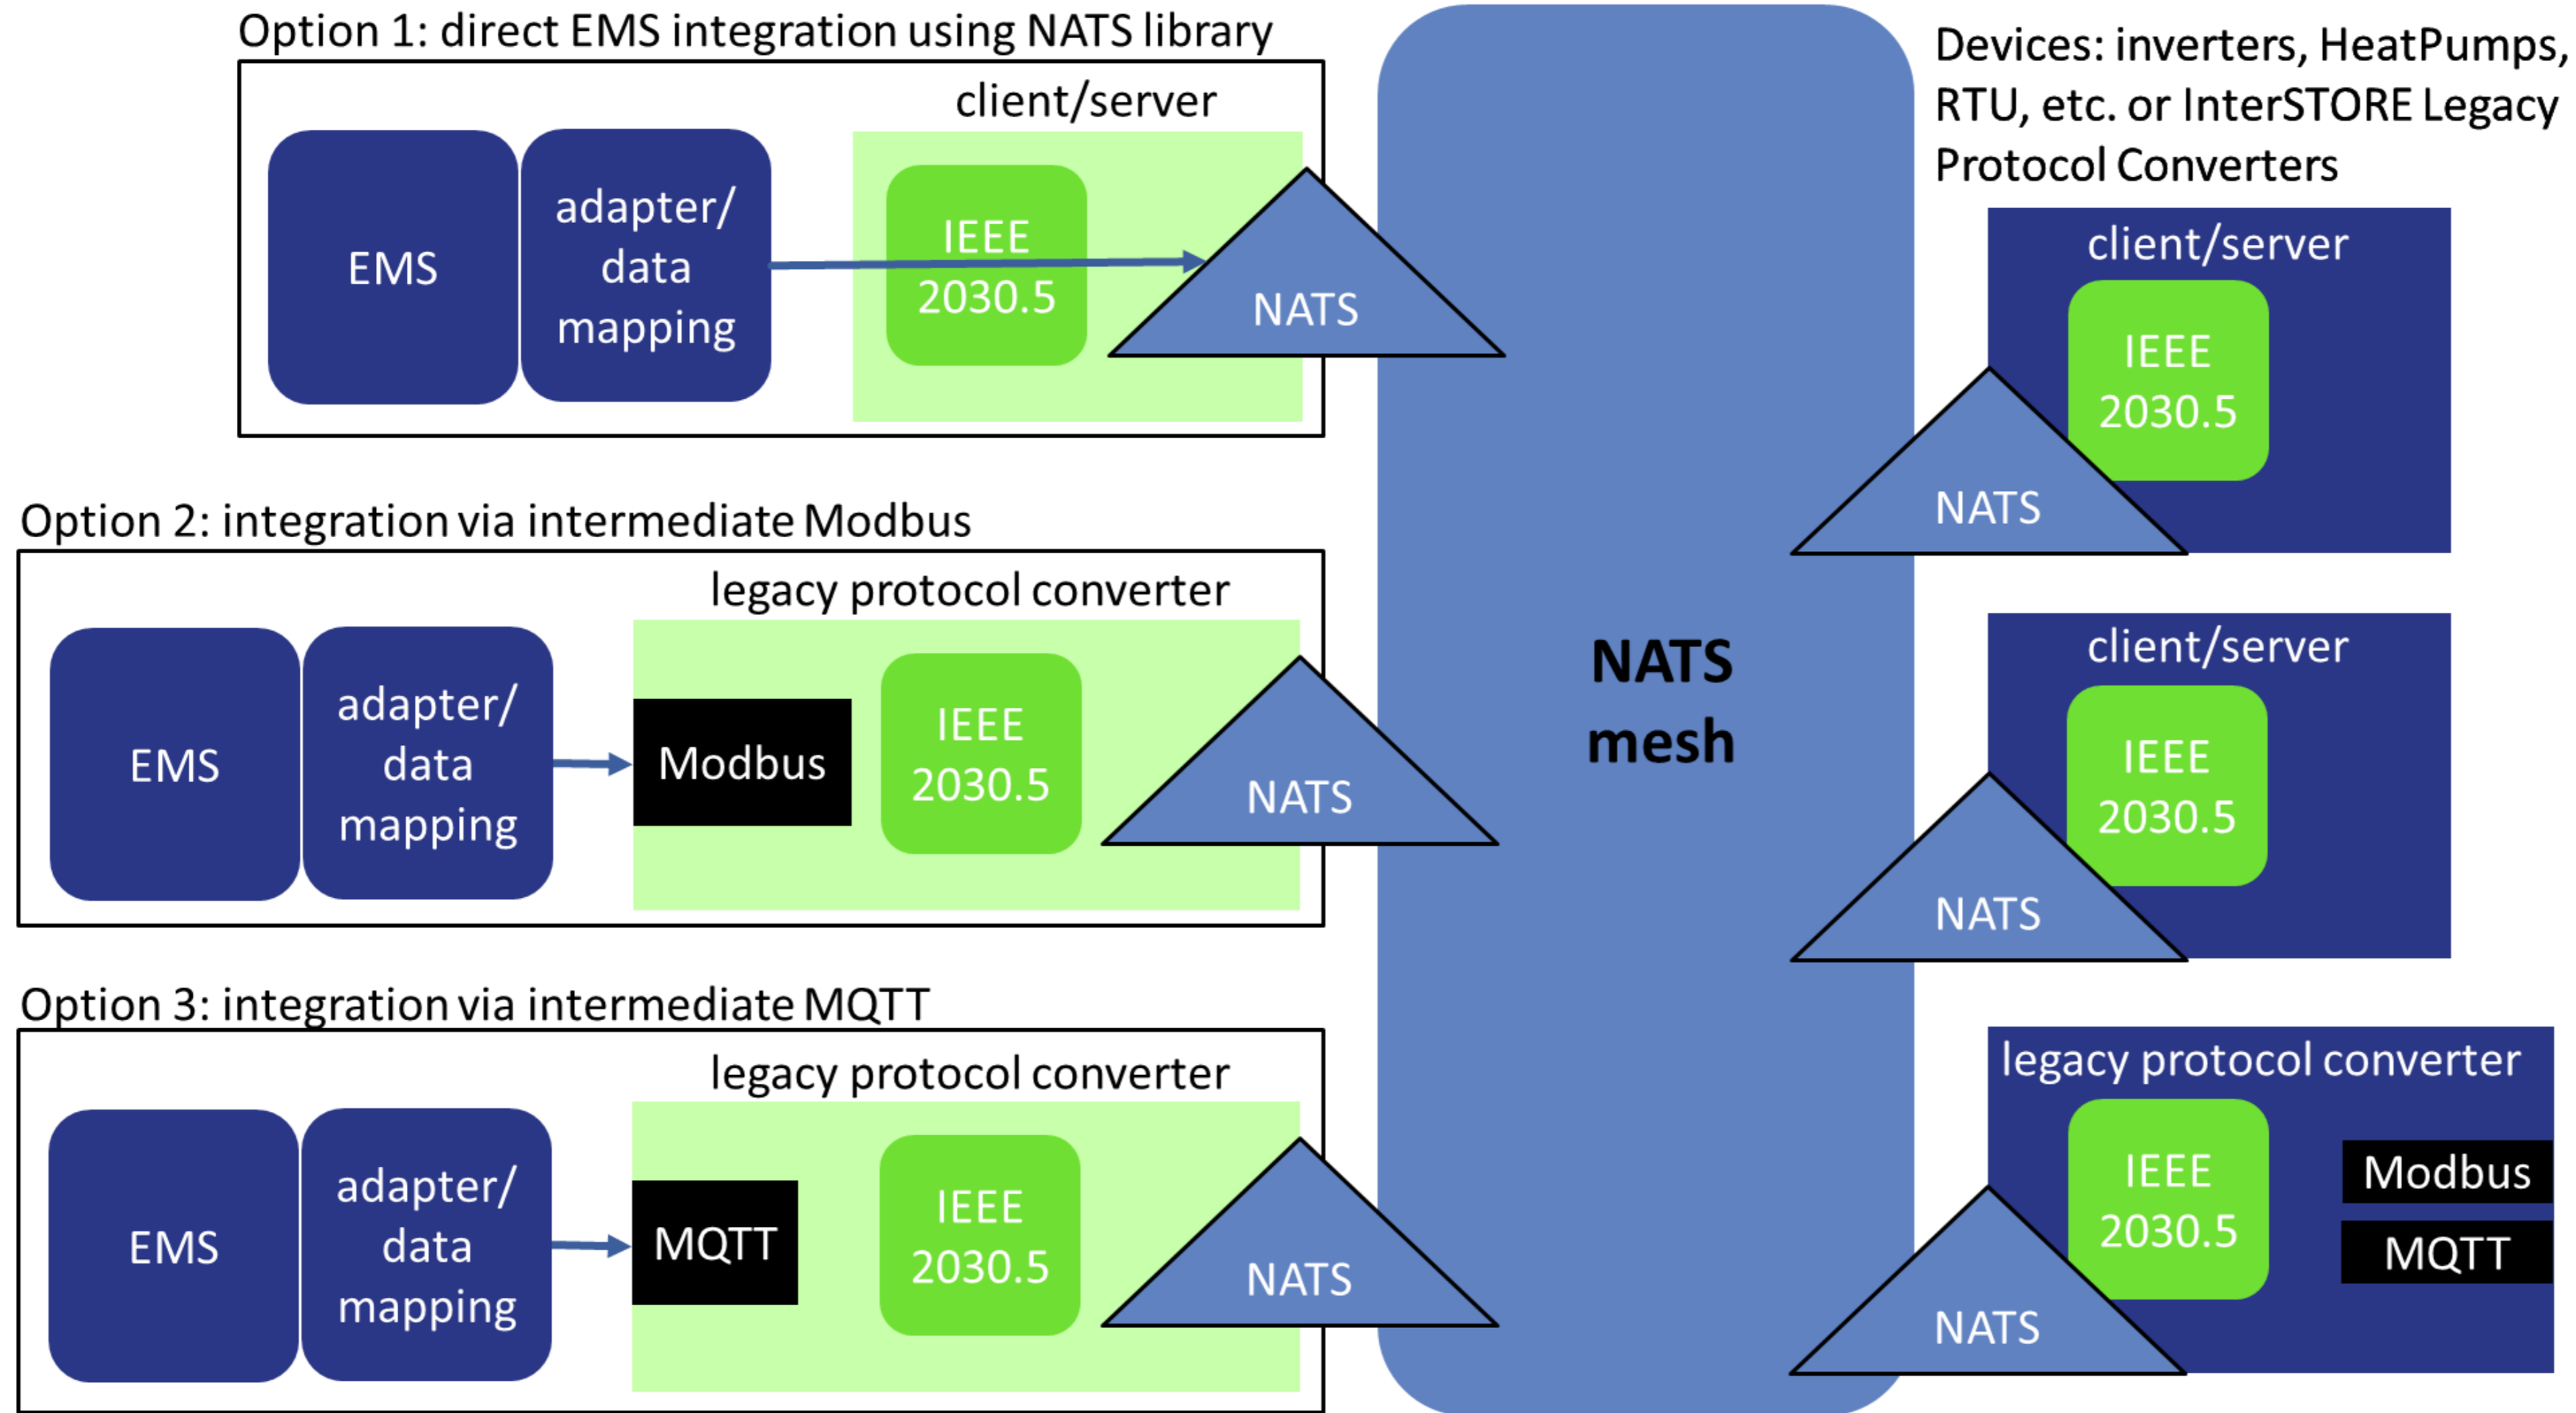 Option 1: direct EMS integration using NATS library
client/server
EMS
adapter/
data
mapping
IEEE
2030.5
NATS
Option 2: integration via intermediate Modbus
legacy protocol converter
EMS
adapter/
data
mapping
Modbus
IEEE
2030.5
NATS
Option 3: integration via intermediate MQTT
legacy protocol converter
EMS
adapter/
data
mapping
MQTT
IEEE
2030.5
NATS
NATS
mesh
Devices: inverters, HeatPumps,
RTU, etc. or InterSTORE Legacy
Protocol Converters
client/server
IEEE
2030.5
NATS
client/server
IEEE
2030.5
NATS
legacy protocol converter
IEEE
2030.5
Modbus
MQTT
NATS